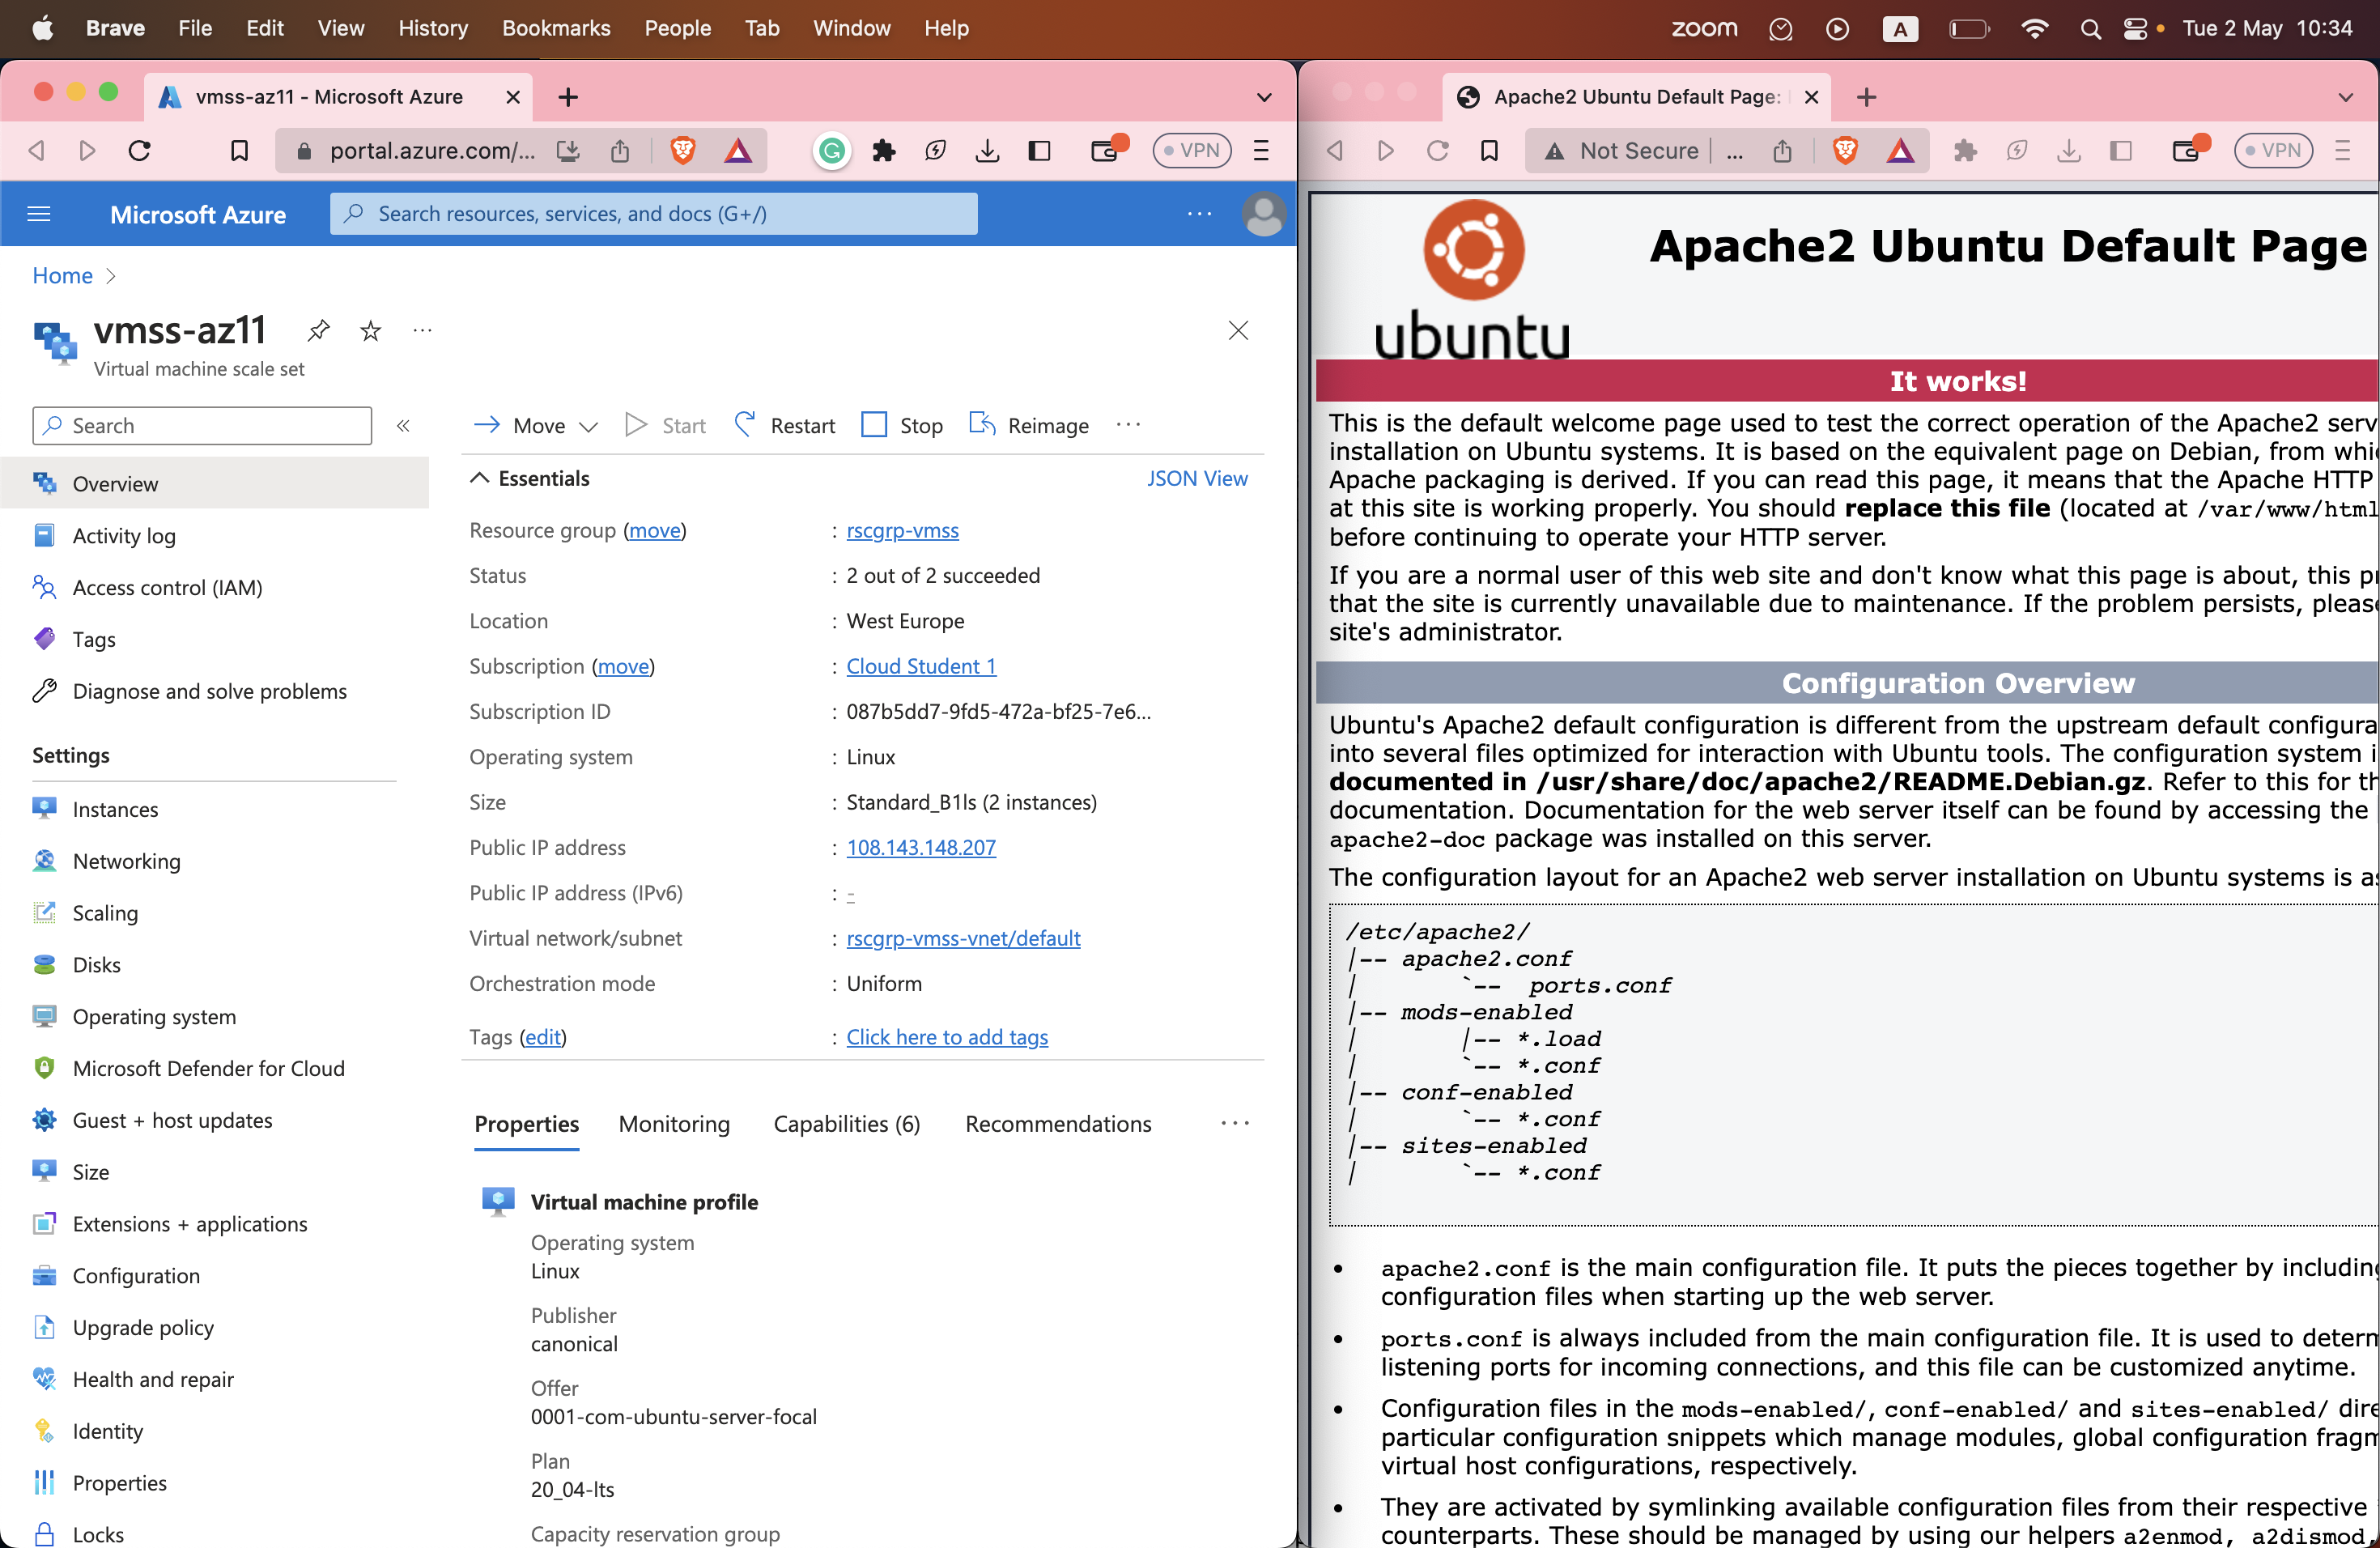 Brave File Edit View History Bookmarks People Tab Window Help zoom A Tue 2 May 10:34
vmss-az11 - Microsoft Azure
portal.azure.com/... VPN
Microsoft Azure Search resources, services, and docs (G+/) ...
Home
vmss-az11 ...
Virtual machine scale set
Search
Move Start Restart Stop Reimage ...
Overview
Activity log
Access control (IAM)
Tags
Diagnose and solve problems
Settings
Instances
Networking
Scaling
Disks
Operating system
Microsoft Defender for Cloud
Guest + host updates
Size
Extensions + applications
Configuration
Upgrade policy
Health and repair
Identity
Properties
Locks
Essentials JSON View
Resource group (move) : rscgrp-vmss
Status : 2 out of 2 succeeded
Location : West Europe
Subscription (move) : Cloud Student 1
Subscription ID : 087b5dd7-9fd5-472a-bf25-7e6...
Operating system : Linux
Size : Standard_B1ls (2 instances)
Public IP address : 108.143.148.207
Public IP address (IPv6) : -
Virtual network/subnet : rscgrp-vmss-vnet/default
Orchestration mode : Uniform
Tags (edit) : Click here to add tags
Properties Monitoring Capabilities (6) Recommendations ...
Virtual machine profile
Operating system
Linux
Publisher
canonical
Offer
0001-com-ubuntu-server-focal
Plan
20_04-lts
Capacity reservation group
Apache2 Ubuntu Default Page:
Not Secure ... VPN
ubuntu
Apache2 Ubuntu Default Page
It works!
This is the default welcome page used to test the correct operation of the Apache2 serv
installation on Ubuntu systems. It is based on the equivalent page on Debian, from whi
Apache packaging is derived. If you can read this page, it means that the Apache HTTP
at this site is working properly. You should replace this file (located at /var/www/html
before continuing to operate your HTTP server.
If you are a normal user of this web site and don't know what this page is about, this p
that the site is currently unavailable due to maintenance. If the problem persists, pleas
site's administrator.
Configuration Overview
Ubuntu's Apache2 default configuration is different from the upstream default configura
into several files optimized for interaction with Ubuntu tools. The configuration system i
documented in /usr/share/doc/apache2/README.Debian.gz. Refer to this for th
documentation. Documentation for the web server itself can be found by accessing the
apache2-doc package was installed on this server.
The configuration layout for an Apache2 web server installation on Ubuntu systems is a
/etc/apache2/
|-- apache2.conf
|       `--  ports.conf
|-- mods-enabled
|       |-- *.load
|       `-- *.conf
|-- conf-enabled
|       `-- *.conf
|-- sites-enabled
|       `-- *.conf
• apache2.conf is the main configuration file. It puts the pieces together by includin
configuration files when starting up the web server.
• ports.conf is always included from the main configuration file. It is used to deter
listening ports for incoming connections, and this file can be customized anytime.
• Configuration files in the mods-enabled/, conf-enabled/ and sites-enabled/ dire
particular configuration snippets which manage modules, global configuration frag
virtual host configurations, respectively.
• They are activated by symlinking available configuration files from their respective
counterparts. These should be managed by using our helpers a2enmod, a2dismod,